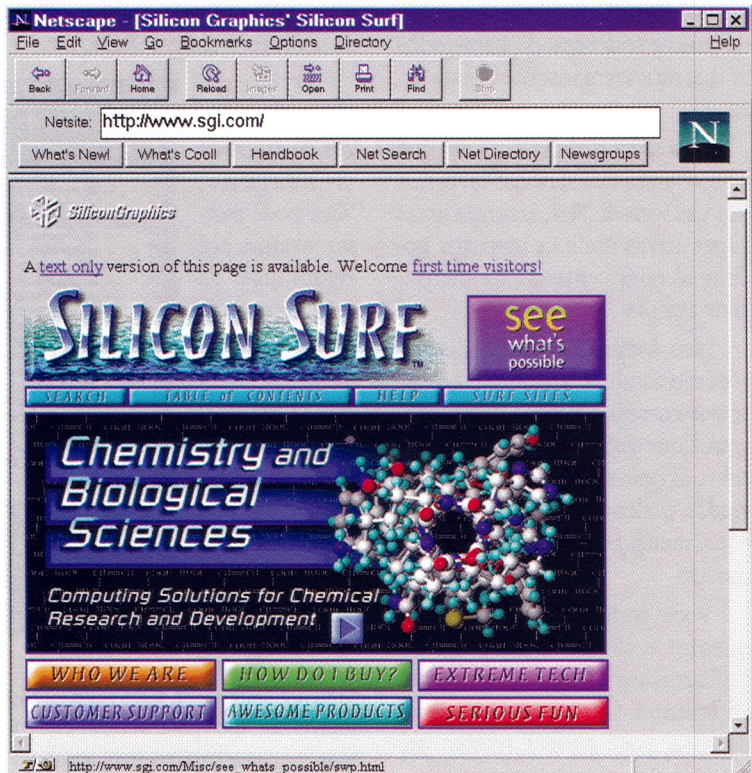 Netscape - [Silicon Graphics' Silicon Surf]
File Edit View Go Bookmarks Options Directory Help
Back Forward Home Reload Images Open Print Find Stop
Netsite: http://www.sgi.com/
N
What's New! What's Cool! Handbook Net Search Net Directory Newsgroups
SiliconGraphics
A text only version of this page is available. Welcome first time visitors!
SILICON SURF™
see
what's
possible
SEARCH TABLE of CONTENTS HELP SURF SITES
Chemistry and
Biological
Sciences
Computing Solutions for Chemical
Research and Development
WHO WE ARE HOW DO I BUY? EXTREME TECH
CUSTOMER SUPPORT AWESOME PRODUCTS SERIOUS FUN
http://www.sgi.com/Misc/see_whats_possible/swp.html